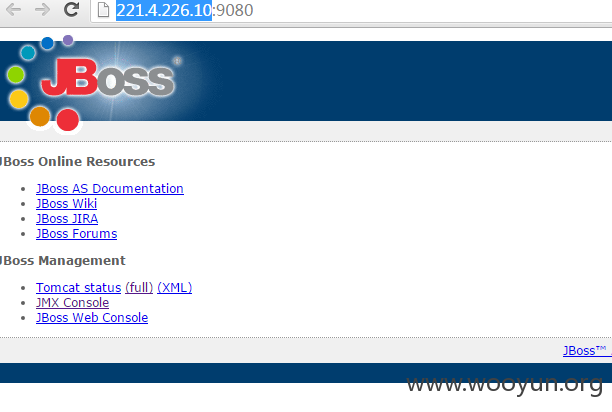 221.4.226.10:9080
JBoss®
JBoss Online Resources
JBoss AS Documentation
JBoss Wiki
JBoss JIRA
JBoss Forums
JBoss Management
Tomcat status (full) (XML)
JMX Console
JBoss Web Console
JBoss™
www.wooyun.org